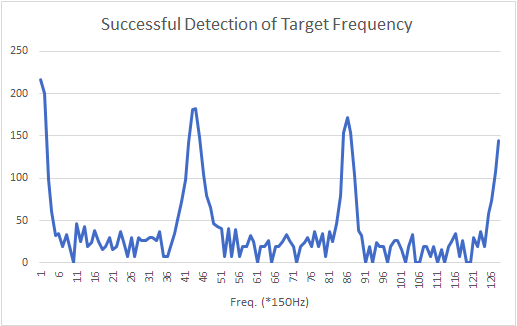 Successful Detection of Target Frequency
250
200
150
100
50
0
1 6 11 16 21 26 31 36 41 46 51 56 61 66 71 76 81 86 91 96 101 106 111 116 121 126
Freq. (*150Hz)